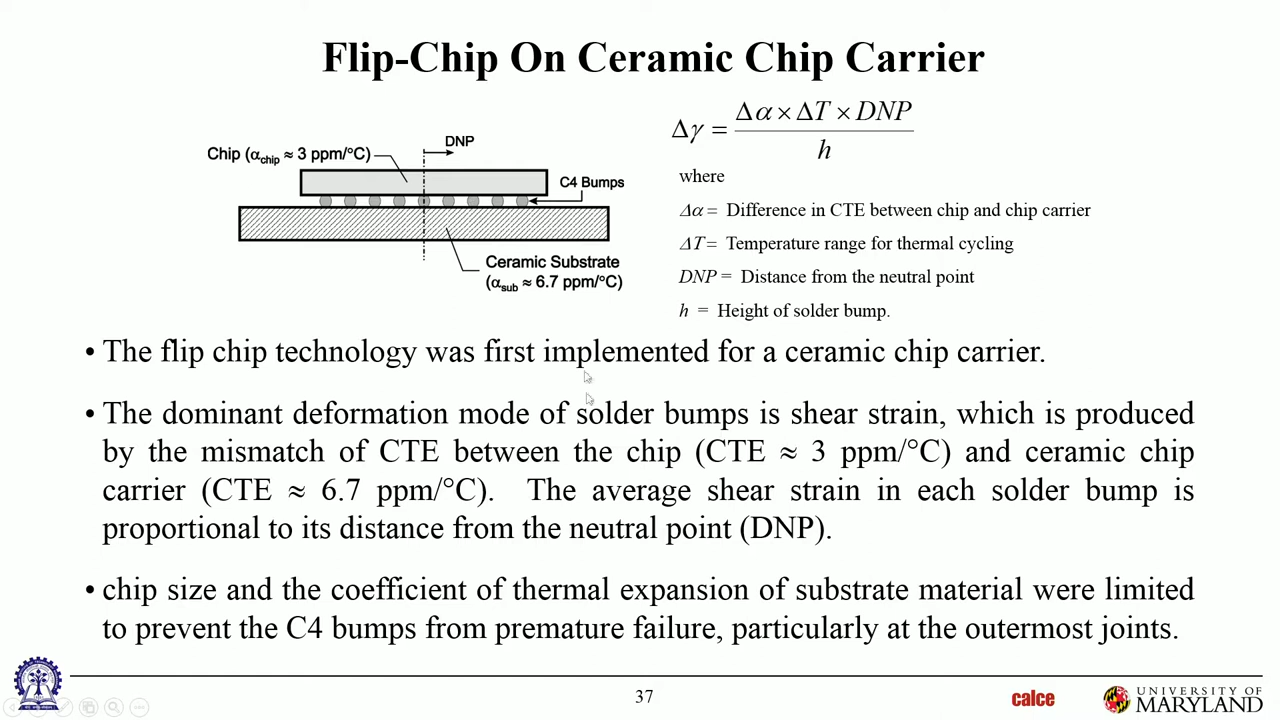 Flip-Chip On Ceramic Chip Carrier
DNP
Chip (αchip ≈ 3 ppm/°C)
C4 Bumps
Ceramic Substrate
(αsub ≈ 6.7 ppm/°C)
Δγ = Δα × ΔT × DNP / h
where
Δα = Difference in CTE between chip and chip carrier
ΔT = Temperature range for thermal cycling
DNP = Distance from the neutral point
h = Height of solder bump.
• The flip chip technology was first implemented for a ceramic chip carrier.
• The dominant deformation mode of solder bumps is shear strain, which is produced
by the mismatch of CTE between the chip (CTE ≈ 3 ppm/°C) and ceramic chip
carrier (CTE ≈ 6.7 ppm/°C). The average shear strain in each solder bump is
proportional to its distance from the neutral point (DNP).
• chip size and the coefficient of thermal expansion of substrate material were limited
to prevent the C4 bumps from premature failure, particularly at the outermost joints.
37
calce
UNIVERSITY OF
MARYLAND